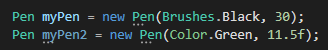 Pen myPen = new Pen(Brushes.Black, 30);
Pen myPen2 = new Pen(Color.Green, 11.5f);